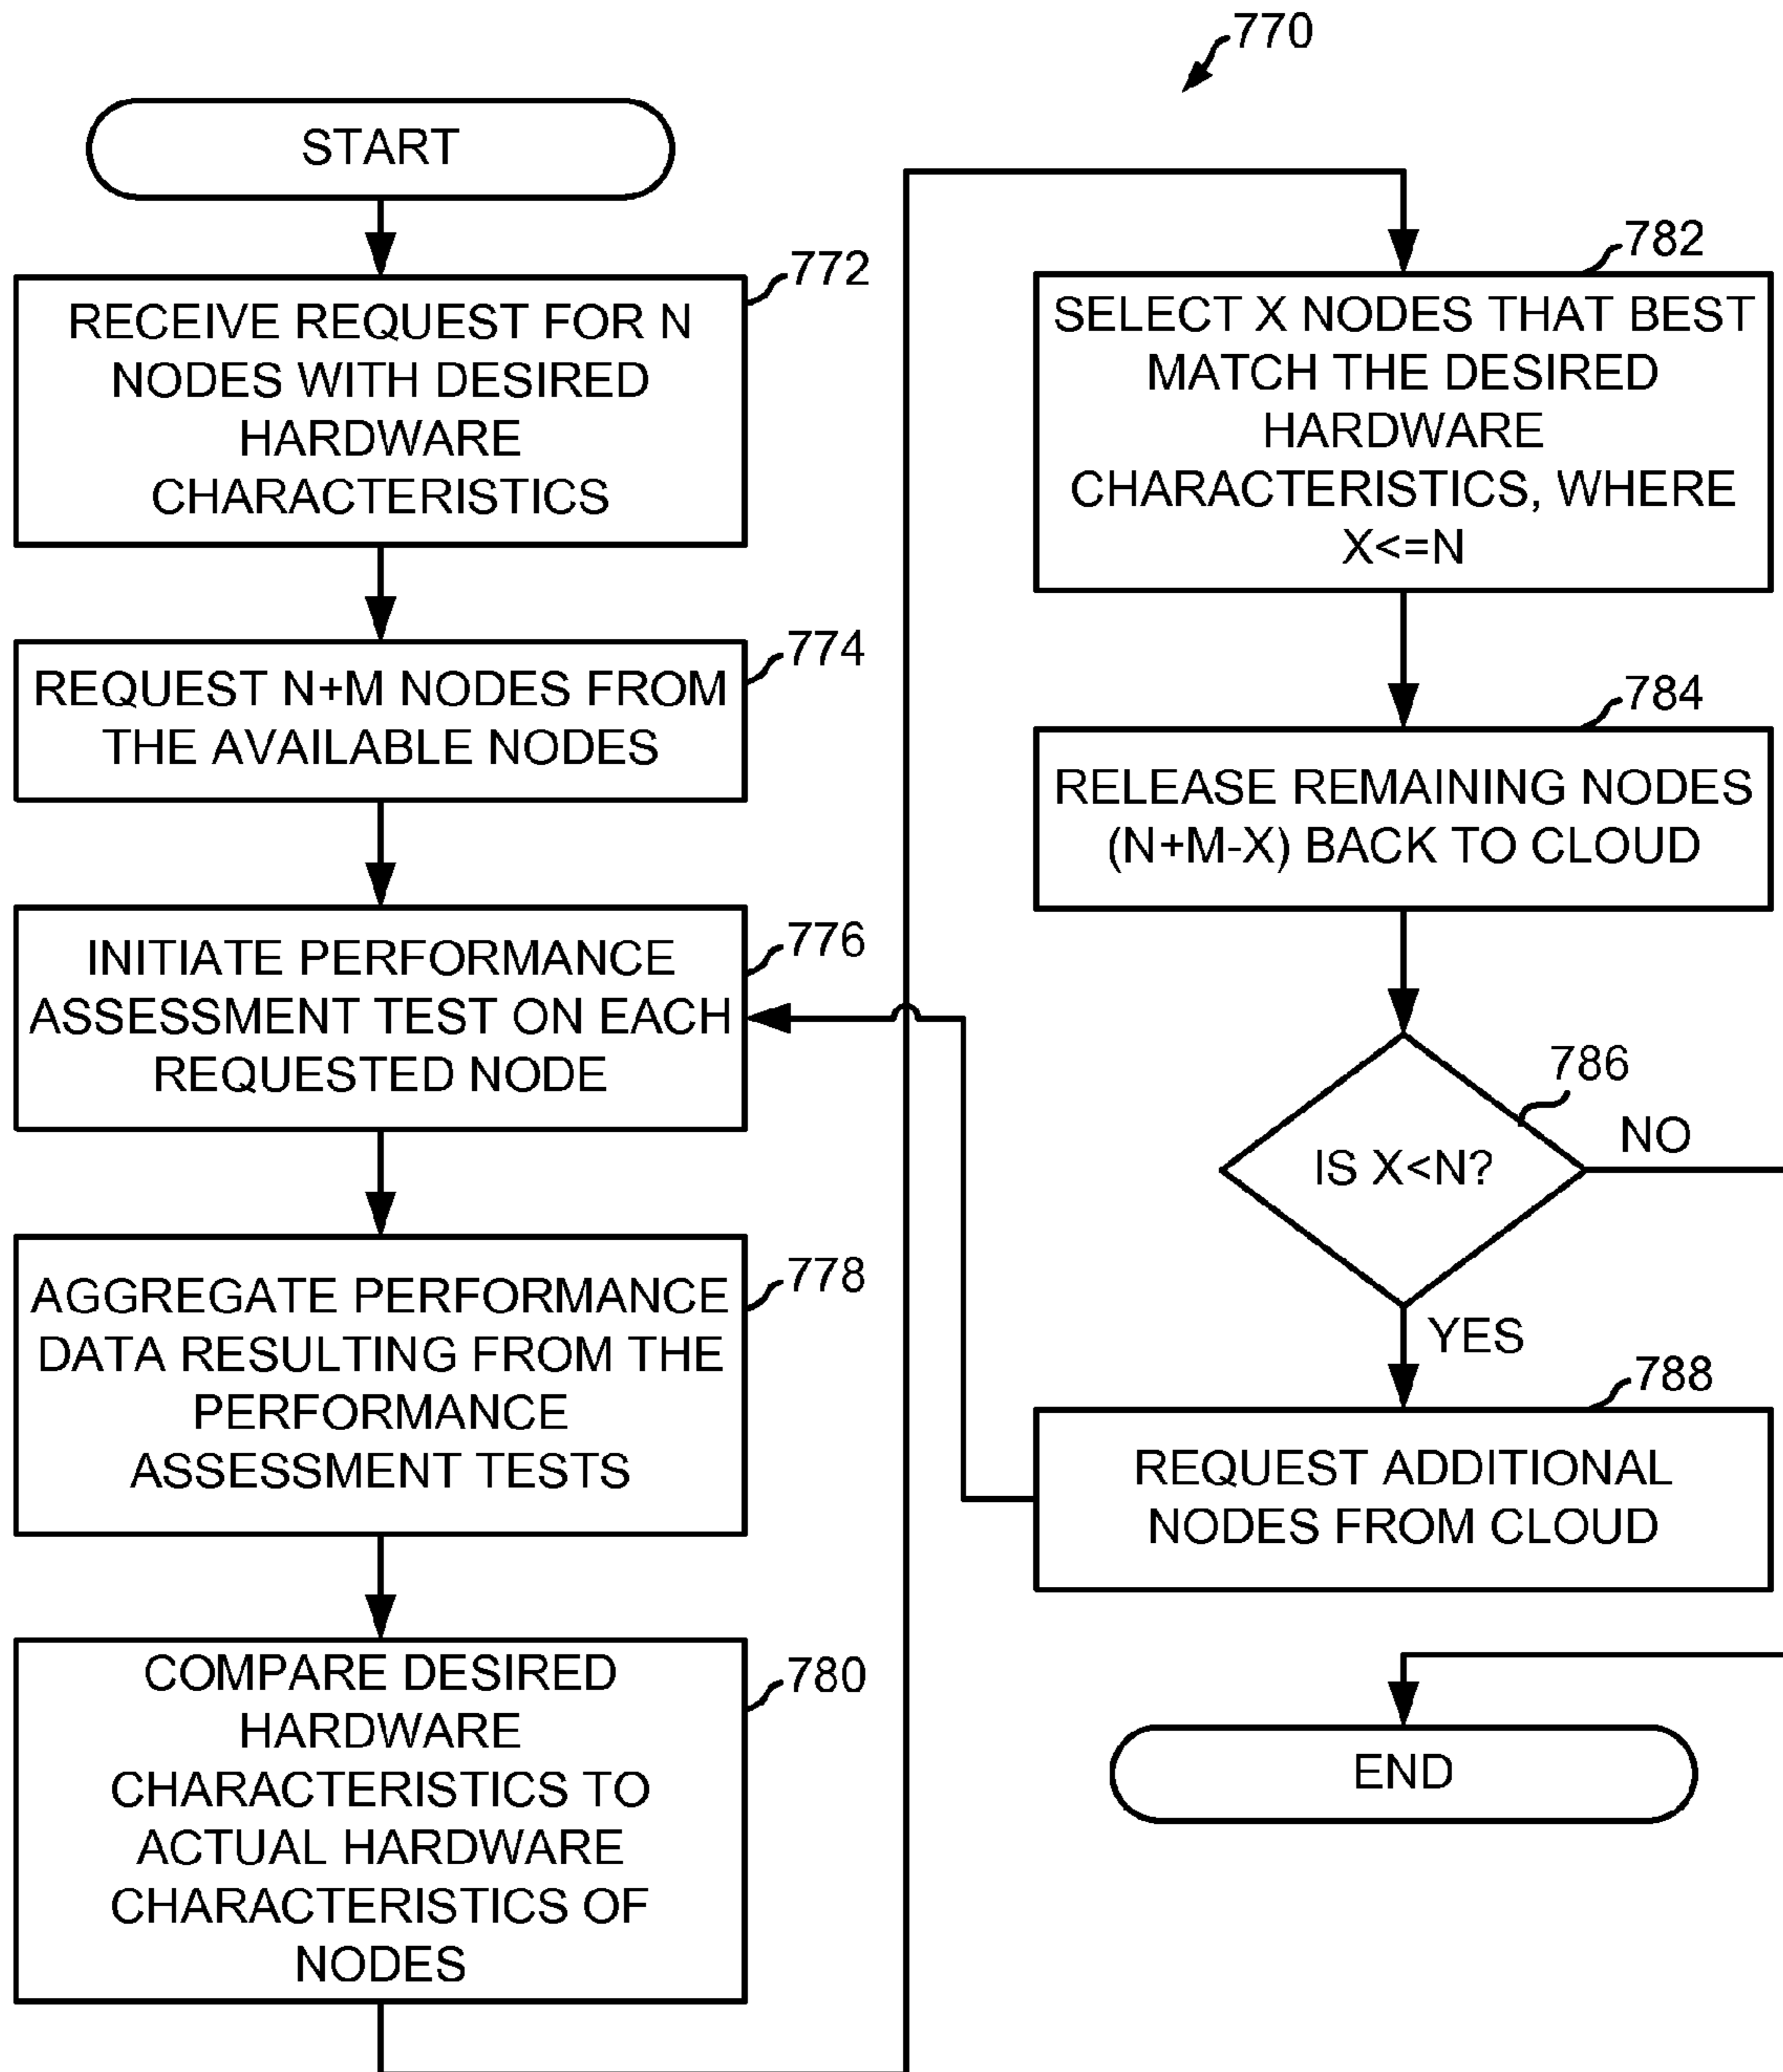 770
START
772
RECEIVE REQUEST FOR N
NODES WITH DESIRED
HARDWARE
CHARACTERISTICS
774
REQUEST N+M NODES FROM
THE AVAILABLE NODES
776
INITIATE PERFORMANCE
ASSESSMENT TEST ON EACH
REQUESTED NODE
778
AGGREGATE PERFORMANCE
DATA RESULTING FROM THE
PERFORMANCE
ASSESSMENT TESTS
780
COMPARE DESIRED
HARDWARE
CHARACTERISTICS TO
ACTUAL HARDWARE
CHARACTERISTICS OF
NODES
782
SELECT X NODES THAT BEST
MATCH THE DESIRED
HARDWARE
CHARACTERISTICS, WHERE
X<=N
784
RELEASE REMAINING NODES
(N+M-X) BACK TO CLOUD
786
IS X<N?
NO
YES
788
REQUEST ADDITIONAL
NODES FROM CLOUD
END